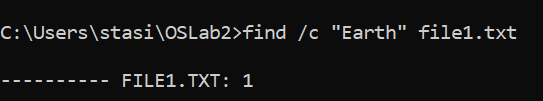 C:\Users\stasi\OSLab2>find /c "Earth" file1.txt
---------- FILE1.TXT: 1